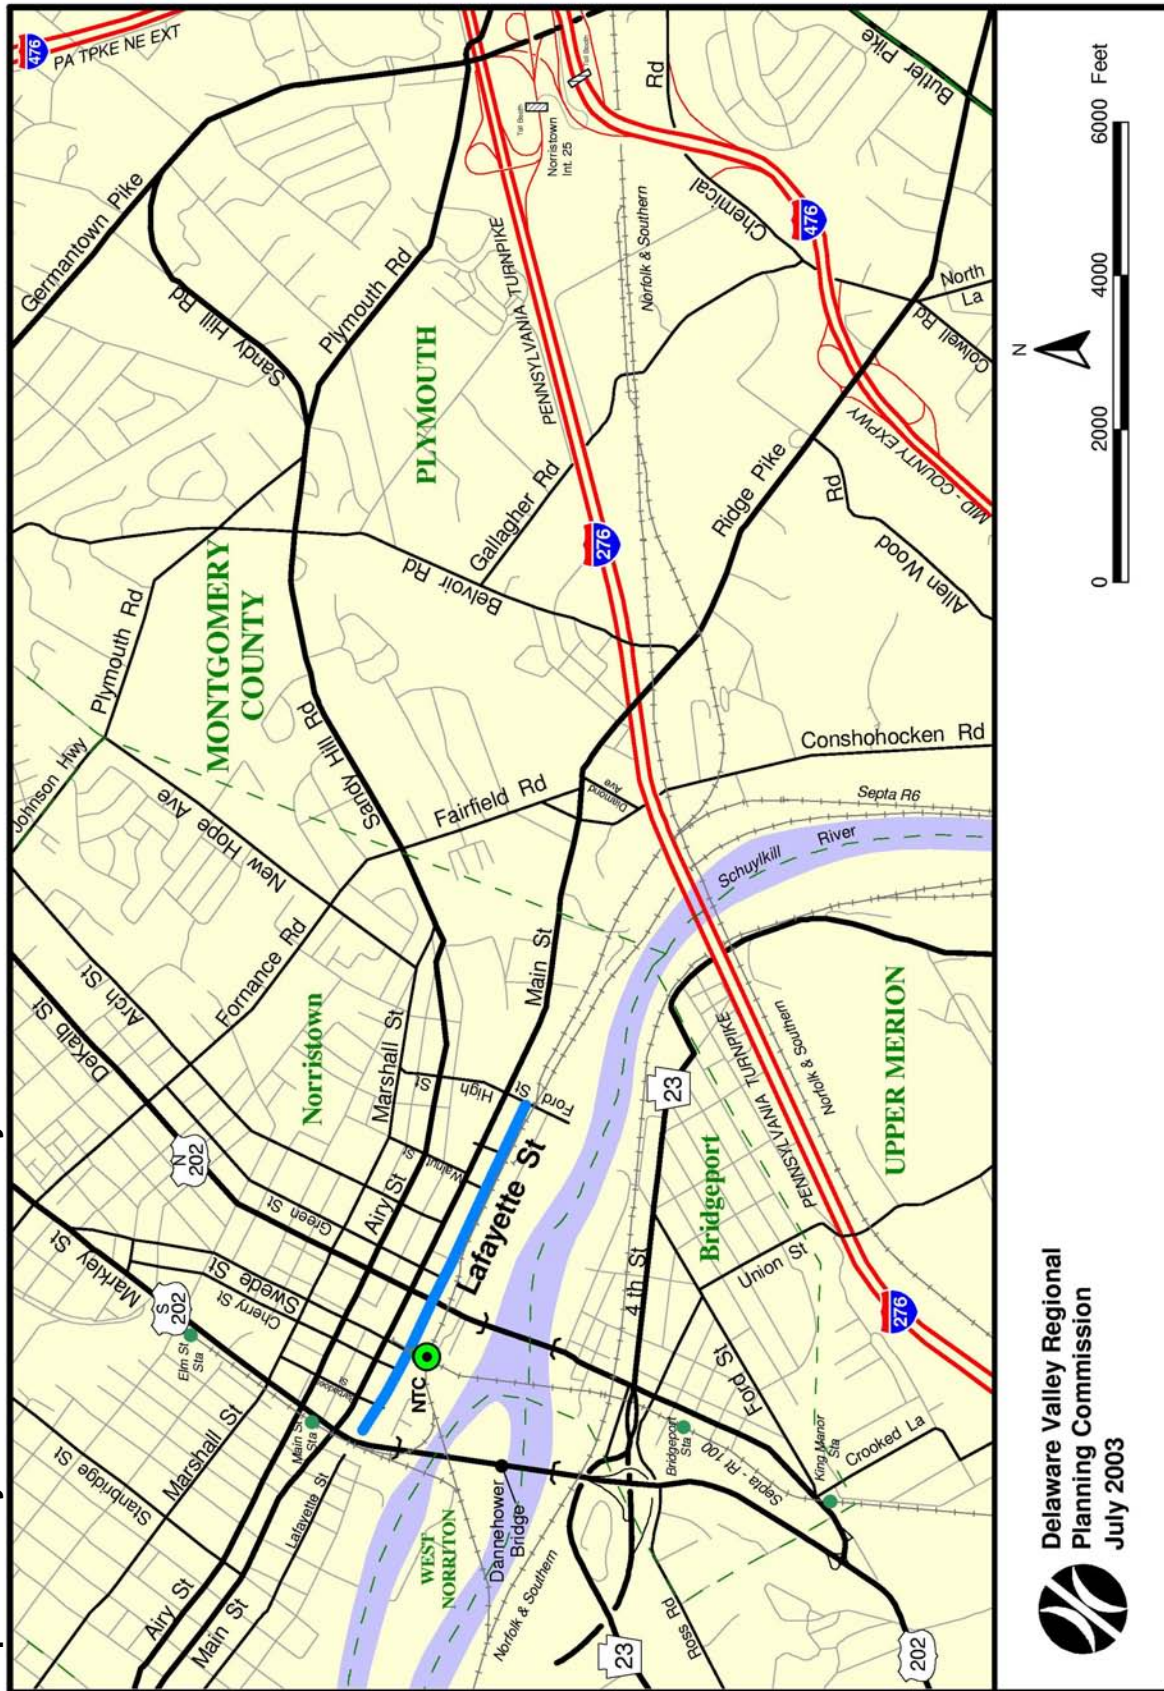 476
PA TPKE NE EXT
Germantown Pike
Sandy Hill Rd
Plymouth Rd
PLYMOUTH
PENNSYLVANIA TURNPIKE
Toll Booth
Toll Booth
Norristown
Int. 25
Rd
Butler Pike
Chemical
Norfolk & Southern
476
North
La
Colwell Rd
MID - COUNTY EXPWY
Ridge Pike
Allen Wood
Rd
Gallagher Rd
Belvoir Rd
276
MONTGOMERY
COUNTY
Plymouth Rd
Johnson Hwy
New Hope Ave
Sandy Hill Rd
Fairfield Rd
Diamond
Ave
Conshohocken Rd
Septa R6
Schuylkill
River
Main St
Fornance Rd
Arch St
DeKalb St
Norristown
Marshall St
High
St
Ford
St
N
202
Green St
Airy St
Walnut
St
Lafayette St
Markley St
S
202
Swede St
Cherry St
Elm St
Sta
Main St
Sta
NTC
Marshall St
Stanbridge St
Lafayette St
Airy St
Main St
WEST
NORRITON
Dannehower
Bridge
Norfolk & Southern
23
Ross Rd
202
4 th St
23
Bridgeport
PENNSYLVANIA TURNPIKE
PENNSYLVANIA
Norfolk & Southern
UPPER MERION
Union St
276
Ford St
Bridgeport
Sta
Septa - Rt 100
King Manor
Sta
Crooked La
N
0
2000
4000
6000 Feet
Delaware Valley Regional
Planning Commission
July 2003